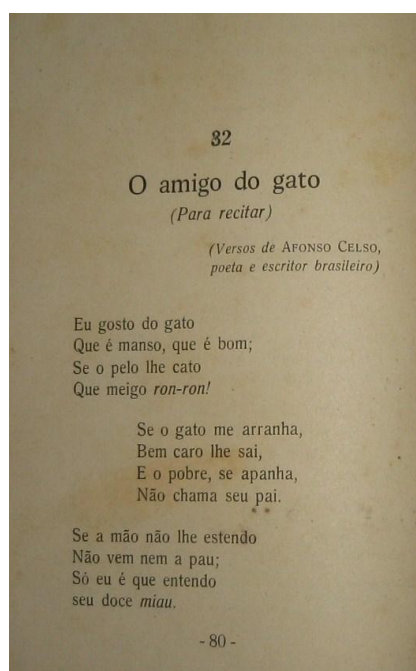 32
O amigo do gato
(Para recitar)
(Versos de AFONSO CELSO,
poeta e escritor brasileiro)
Eu gosto do gato
Que é manso, que é bom;
Se o pelo lhe cato
Que meigo ron-ron!
Se o gato me arranha,
Bem caro lhe sai,
E o pobre, se apanha,
Não chama seu pai.
Se a mão não lhe estendo
Não vem nem a pau;
Só eu é que entendo
seu doce miau.
- 80 -